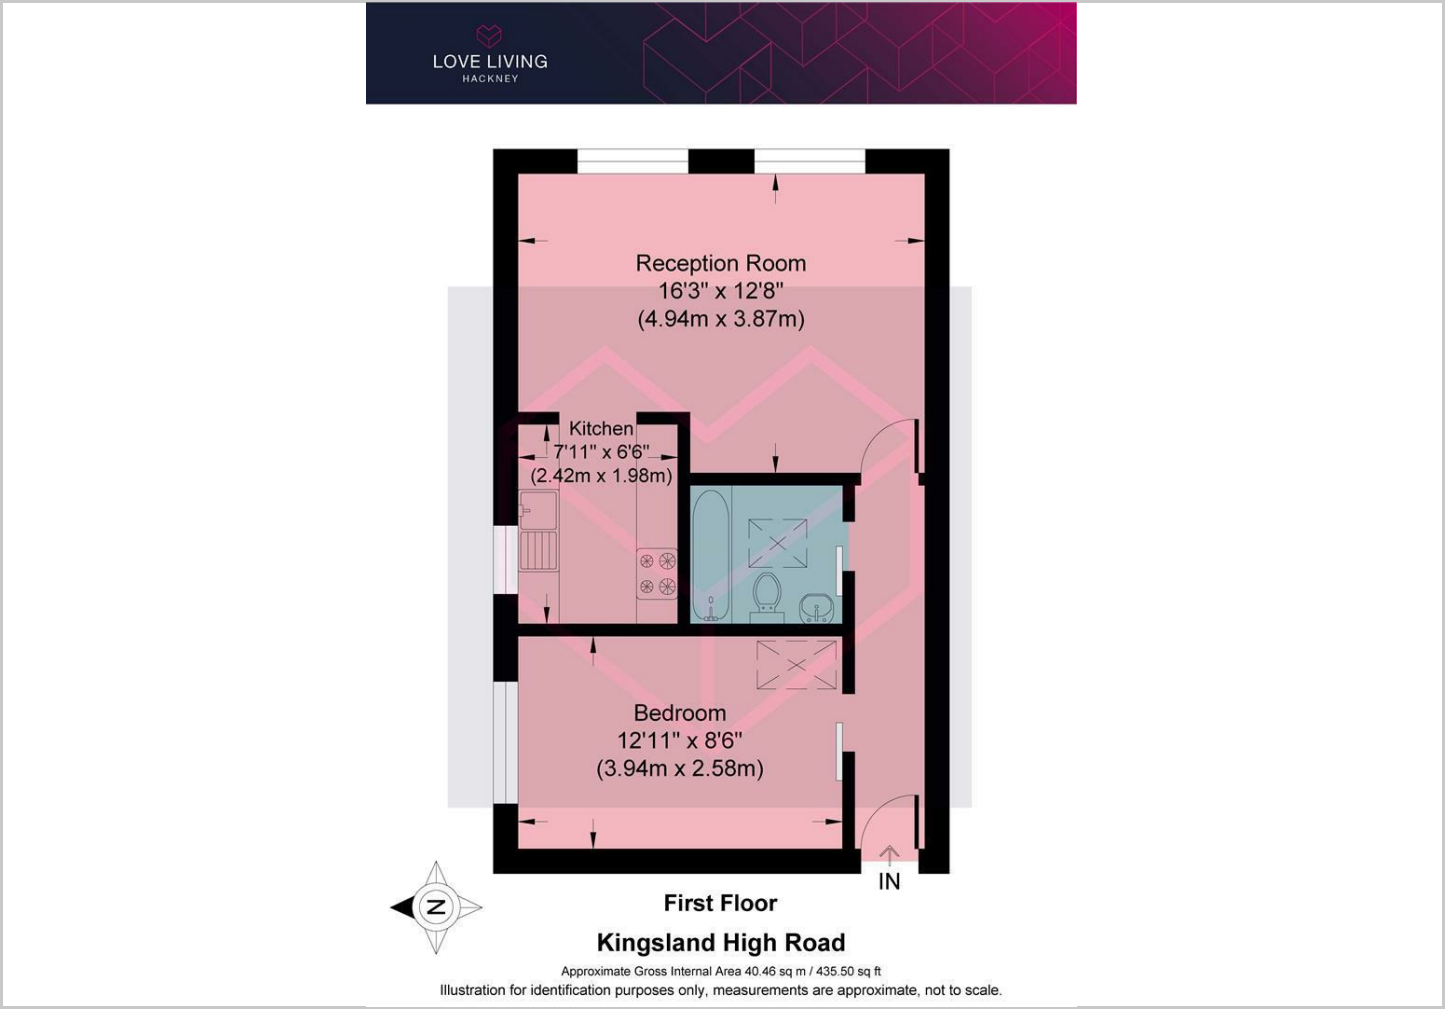 LOVE LIVING
HACKNEY
Reception Room
16'3" x 12'8"
(4.94m x 3.87m)
Kitchen
7'11" x 6'6"
(2.42m x 1.98m)
Bedroom
12'11" x 8'6"
(3.94m x 2.58m)
IN
N
First Floor
Kingsland High Road
Approximate Gross Internal Area 40.46 sq m / 435.50 sq ft
Illustration for identification purposes only, measurements are approximate, not to scale.